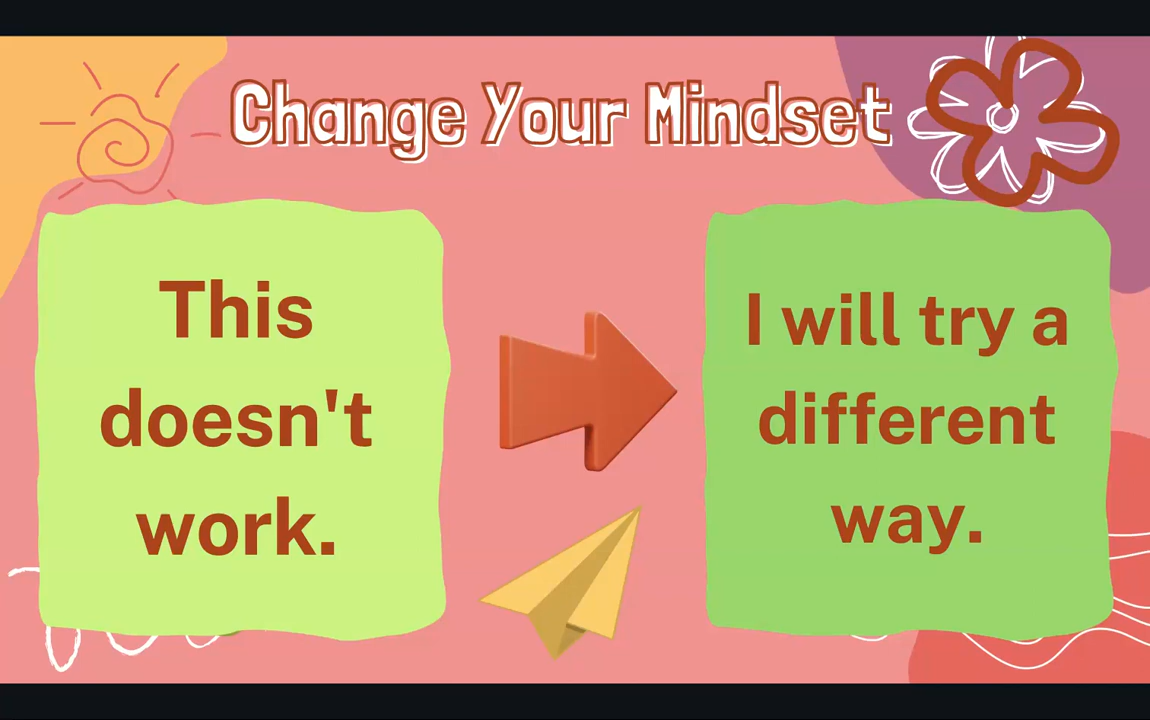 Change Your Mindset
This
doesn't
work.
I will try a
different
way.